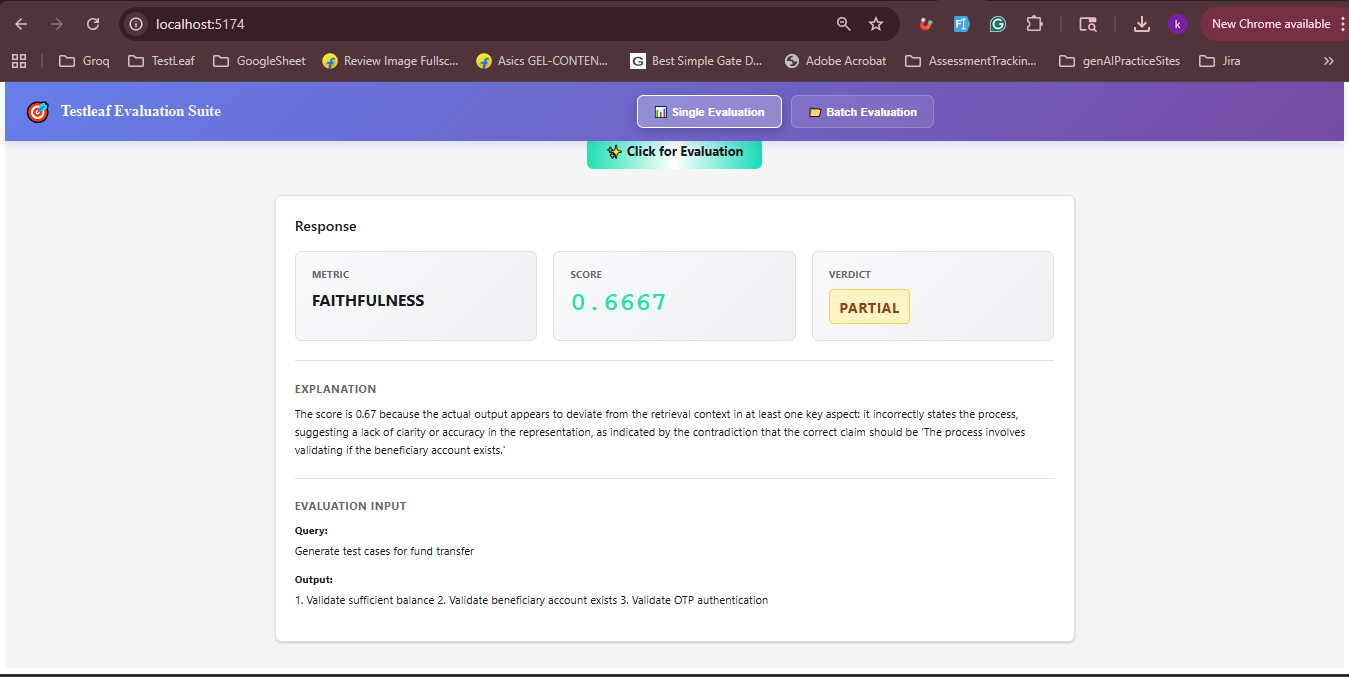 localhost:5174
New Chrome available
Groq
TestLeaf
GoogleSheet
Review Image Fullsc...
Asics GEL-CONTEN...
Best Simple Gate D...
Adobe Acrobat
AssessmentTrackin...
genAIPracticeSites
Jira
Testleaf Evaluation Suite
Single Evaluation
Batch Evaluation
Click for Evaluation
Response
METRIC
FAITHFULNESS
SCORE
0.6667
VERDICT
PARTIAL
EXPLANATION
The score is 0.67 because the actual output appears to deviate from the retrieval context in at least one key aspect: it incorrectly states the process,
suggesting a lack of clarity or accuracy in the representation, as indicated by the contradiction that the correct claim should be 'The process involves
validating if the beneficiary account exists.'
EVALUATION INPUT
Query:
Generate test cases for fund transfer
Output:
1. Validate sufficient balance 2. Validate beneficiary account exists 3. Validate OTP authentication